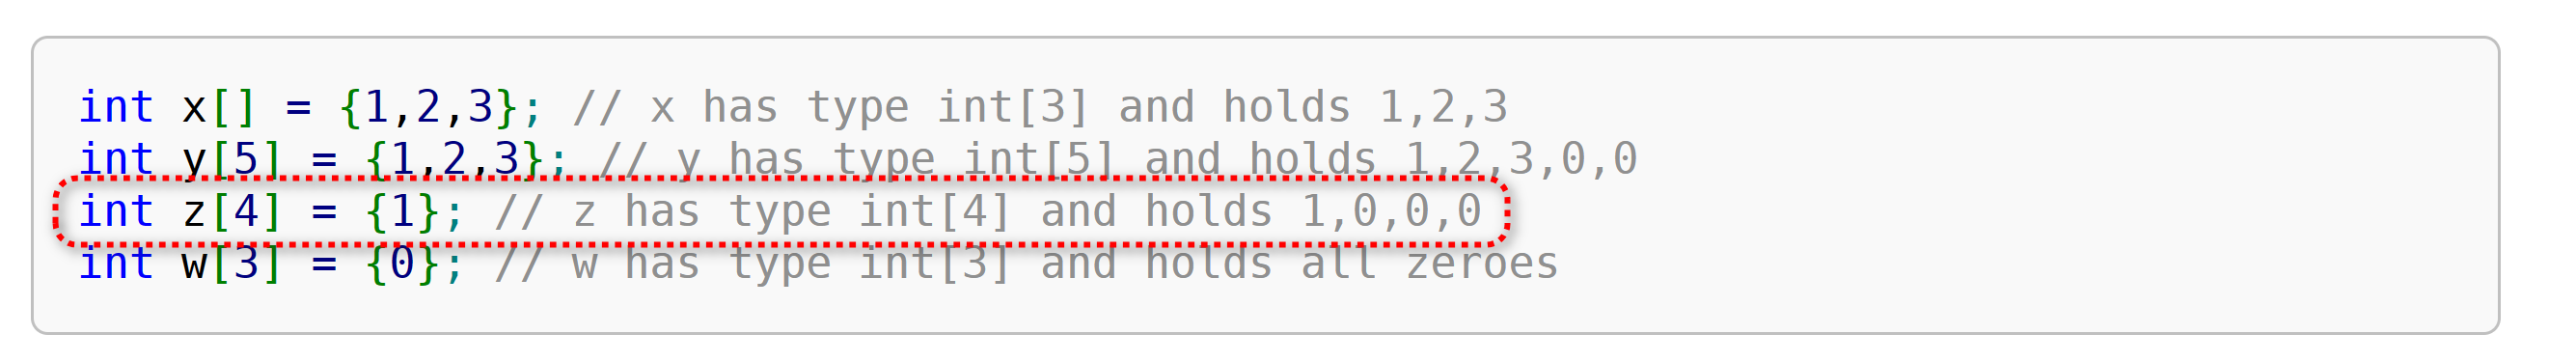 int x[] = {1,2,3}; // x has type int[3] and holds 1,2,3
int y[5] = {1,2,3}; // y has type int[5] and holds 1,2,3,0,0
int z[4] = {1}; // z has type int[4] and holds 1,0,0,0
int w[3] = {0}; // w has type int[3] and holds all zeroes